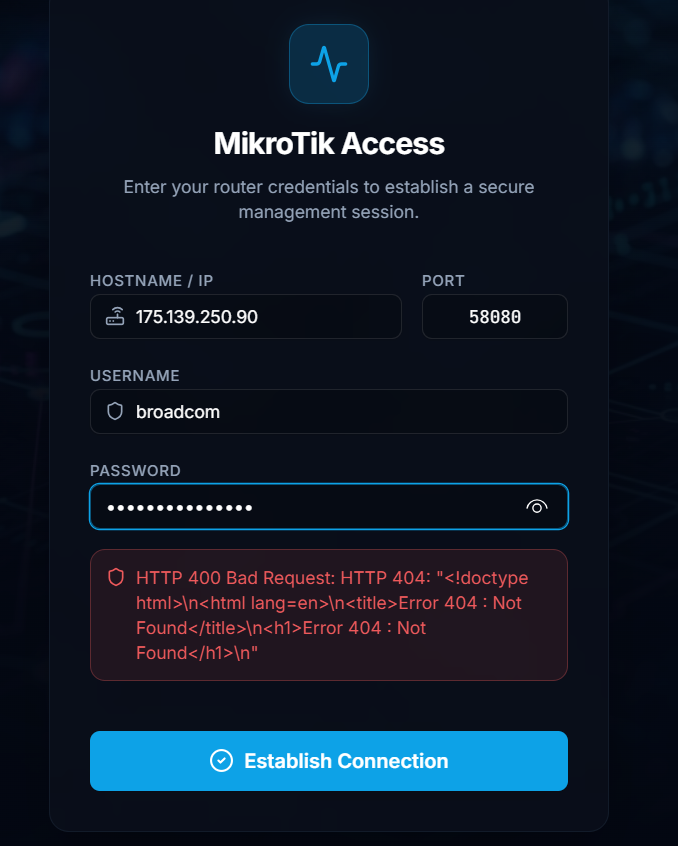 MikroTik Access
Enter your router credentials to establish a secure
management session.
HOSTNAME / IP
PORT
175.139.250.90
58080
USERNAME
broadcom
PASSWORD
•••••••••••••••
HTTP 400 Bad Request: HTTP 404: "<!doctype
html>\n<html lang=en>\n<title>Error 404 : Not
Found</title>\n<h1>Error 404 : Not
Found</h1>\n"
Establish Connection